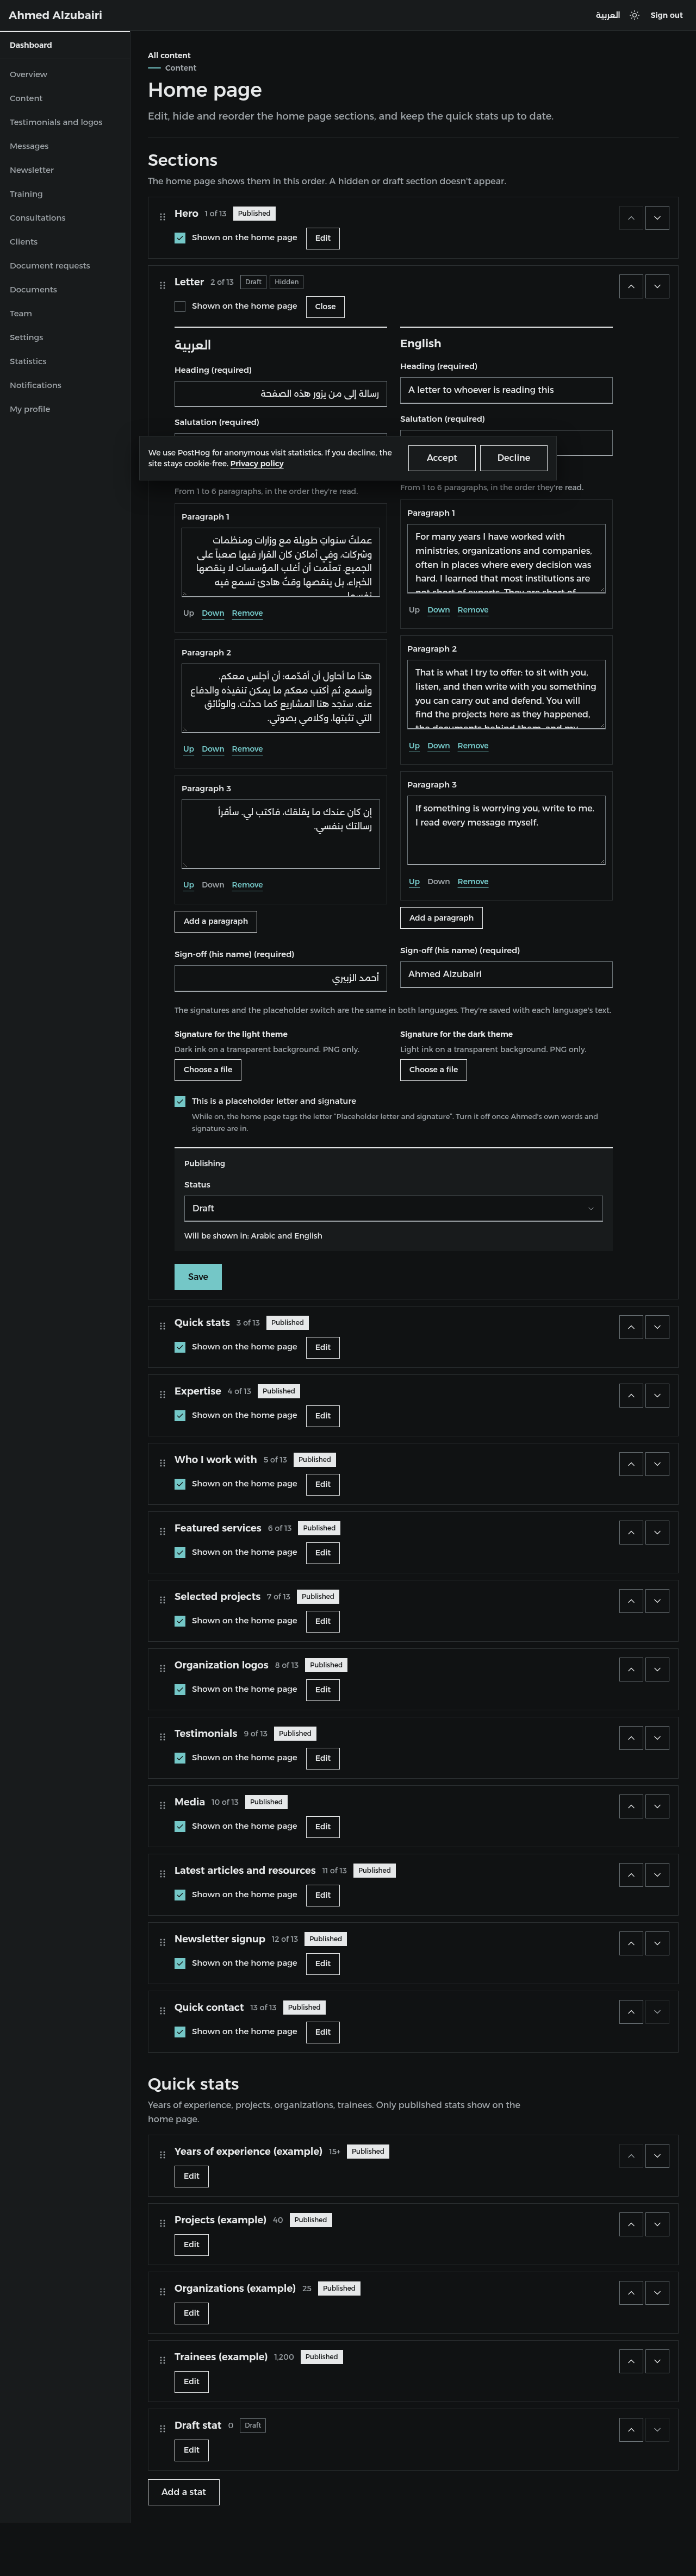 Ahmed Alzubairi
العربية
Sign out
Dashboard
Overview
Content
Testimonials and logos
Messages
Newsletter
Training
Consultations
Clients
Document requests
Documents
Team
Settings
Statistics
Notifications
My profile
All content
Content
Home page
Edit, hide and reorder the home page sections, and keep the quick stats up to date.
Sections
The home page shows them in this order. A hidden or draft section doesn't appear.
Hero 1 of 13 Published
Shown on the home page Edit
Letter 2 of 13 Draft Hidden
Shown on the home page Close
العربية
Heading (required)
رسالة إلى من يزور هذه الصفحة
Salutation (required)
English
Heading (required)
A letter to whoever is reading this
Salutation (required)
We use PostHog for anonymous visit statistics. If you decline, the
site stays cookie-free. Privacy policy
Accept
Decline
From 1 to 6 paragraphs, in the order they're read.
Paragraph 1
عملتُ سنواتٍ طويلة مع وزارات ومنظمات
وشركات، وفي أماكن كان القرار فيها صعباً على
الجميع. تعلّمت أن أغلب المؤسسات لا ينقصها
الخبراء، بل ينقصها وقتٌ هادئ تسمع فيه
نفسها.
Up Down Remove
Paragraph 2
هذا ما أحاول أن أقدّمه: أن أجلس معكم،
وأسمع، ثم أكتب معكم ما يمكن تنفيذه والدفاع
عنه. ستجد هنا المشاريع كما حدثت، والوثائق
التي تثبتها، وكلامي بصوتي.
Up Down Remove
Paragraph 3
إن كان عندك ما يقلقك، فاكتب لي. سأقرأ
رسالتك بنفسي.
Up Down Remove
Add a paragraph
Sign-off (his name) (required)
أحمد الزبيري
From 1 to 6 paragraphs, in the order they're read.
Paragraph 1
For many years I have worked with
ministries, organizations and companies,
often in places where every decision was
hard. I learned that most institutions are
not short of experts. They are short of
Up Down Remove
Paragraph 2
That is what I try to offer: to sit with you,
listen, and then write with you something
you can carry out and defend. You will
find the projects here as they happened,
the documents behind them, and my
Up Down Remove
Paragraph 3
If something is worrying you, write to me.
I read every message myself.
Up Down Remove
Add a paragraph
Sign-off (his name) (required)
Ahmed Alzubairi
The signatures and the placeholder switch are the same in both languages. They're saved with each language's text.
Signature for the light theme
Dark ink on a transparent background. PNG only.
Choose a file
Signature for the dark theme
Light ink on a transparent background. PNG only.
Choose a file
This is a placeholder letter and signature
While on, the home page tags the letter "Placeholder letter and signature". Turn it off once Ahmed's own words and
signature are in.
Publishing
Status
Draft
Will be shown in: Arabic and English
Save
Quick stats 3 of 13 Published
Shown on the home page Edit
Expertise 4 of 13 Published
Shown on the home page Edit
Who I work with 5 of 13 Published
Shown on the home page Edit
Featured services 6 of 13 Published
Shown on the home page Edit
Selected projects 7 of 13 Published
Shown on the home page Edit
Organization logos 8 of 13 Published
Shown on the home page Edit
Testimonials 9 of 13 Published
Shown on the home page Edit
Media 10 of 13 Published
Shown on the home page Edit
Latest articles and resources 11 of 13 Published
Shown on the home page Edit
Newsletter signup 12 of 13 Published
Shown on the home page Edit
Quick contact 13 of 13 Published
Shown on the home page Edit
Quick stats
Years of experience, projects, organizations, trainees. Only published stats show on the
home page.
Years of experience (example) 15+ Published
Edit
Projects (example) 40 Published
Edit
Organizations (example) 25 Published
Edit
Trainees (example) 1,200 Published
Edit
Draft stat 0 Draft
Edit
Add a stat